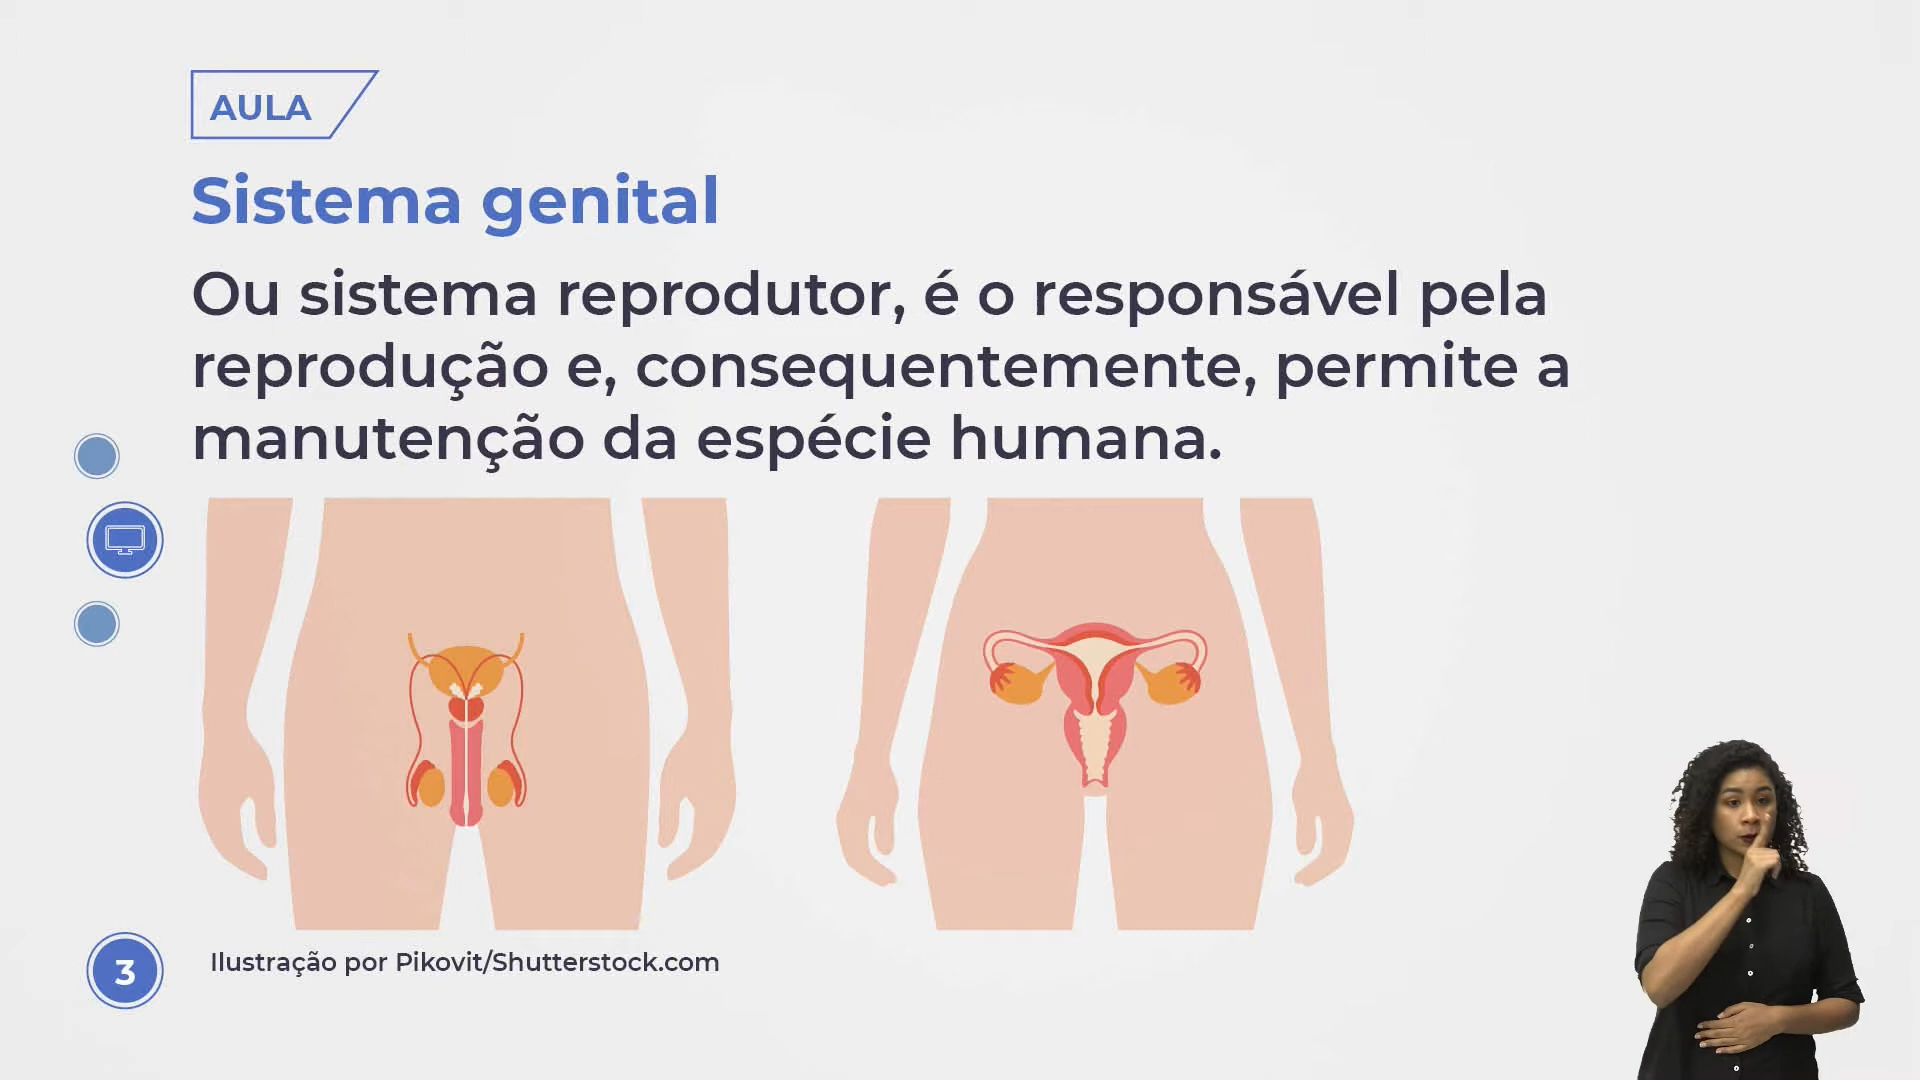 AULA
Sistema genital
Ou sistema reprodutor, é o responsável pela
reprodução e, consequentemente, permite a
manutenção da espécie humana.
3
Ilustração por Pikovit/Shutterstock.com